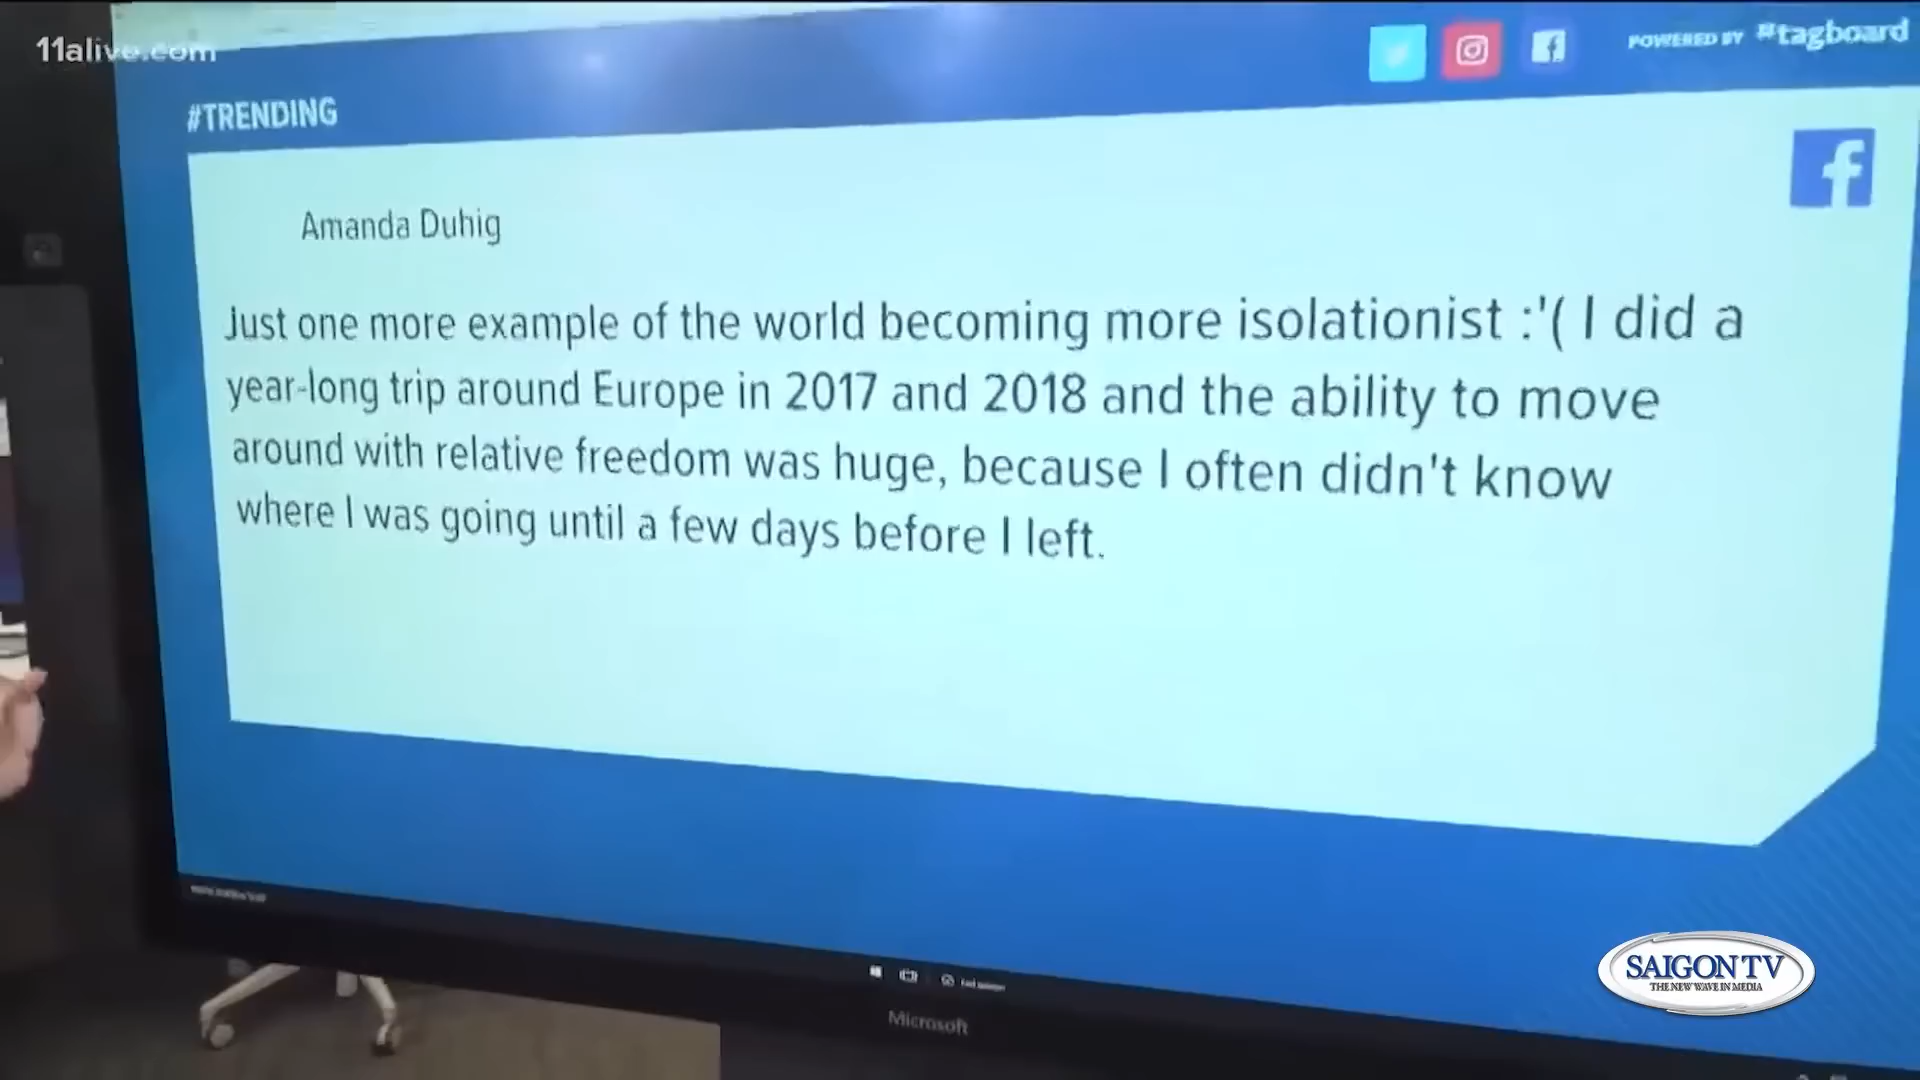 11alive.com
POWERED BY #tagboard
#TRENDING
Amanda Duhig
Just one more example of the world becoming more isolationist :'( I did a
year-long trip around Europe in 2017 and 2018 and the ability to move
around with relative freedom was huge, because I often didn't know
where I was going until a few days before I left.
SAIGON TV
THE NEW WAVE IN MEDIA
Microsoft